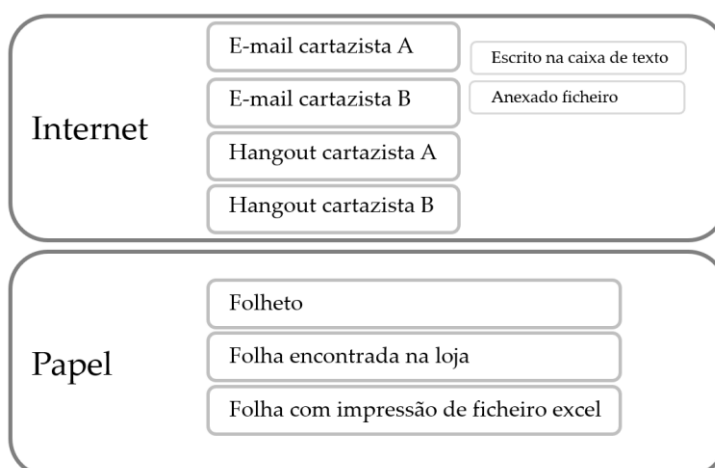 Internet
E-mail cartazista A
Escrito na caixa de texto
E-mail cartazista B
Anexado ficheiro
Hangout cartazista A
Hangout cartazista B
Papel
Folheto
Folha encontrada na loja
Folha com impressão de ficheiro excel